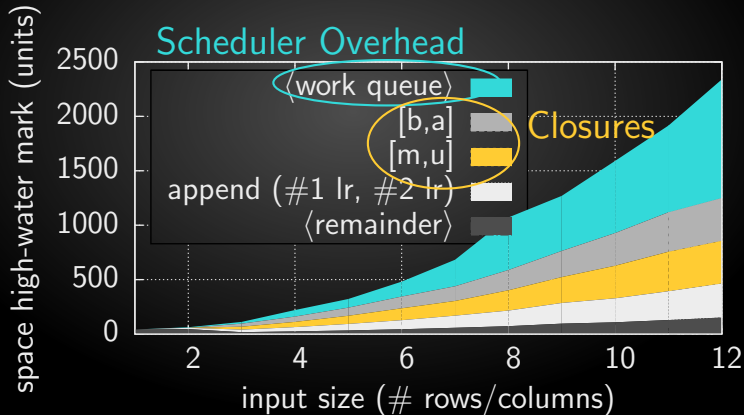 Scheduler Overhead
space high-water mark (units)
2500
2000
1500
1000
500
0
⟨work queue⟩
[b,a]
[m,u]
append (#1 lr, #2 lr)
⟨remainder⟩
Closures
2 4 6 8 10 12
input size (# rows/columns)